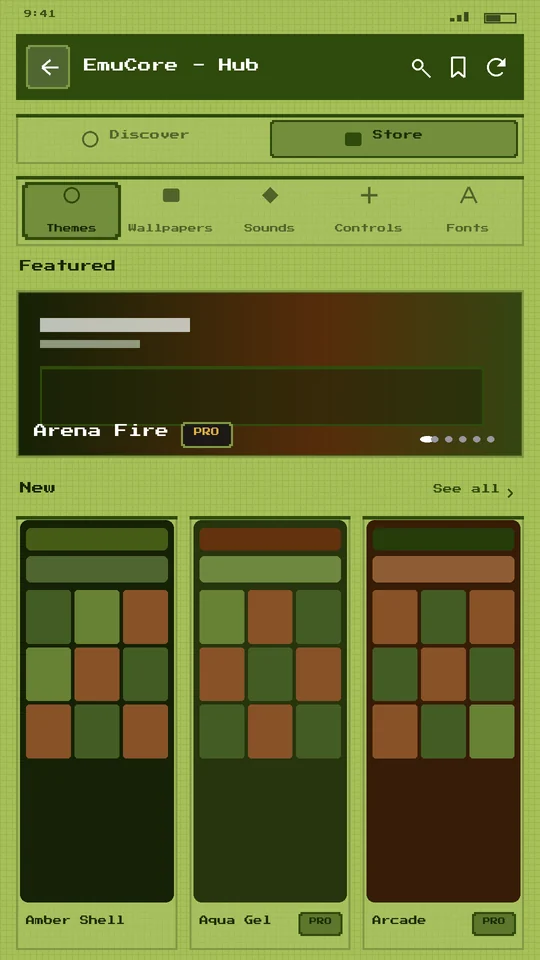 9:41
EmuCore - Hub
Discover
Store
Themes
Wallpapers
Sounds
Controls
Fonts
Featured
Arena Fire PRO
New
See all
Amber Shell
Aqua Gel PRO
Arcade PRO